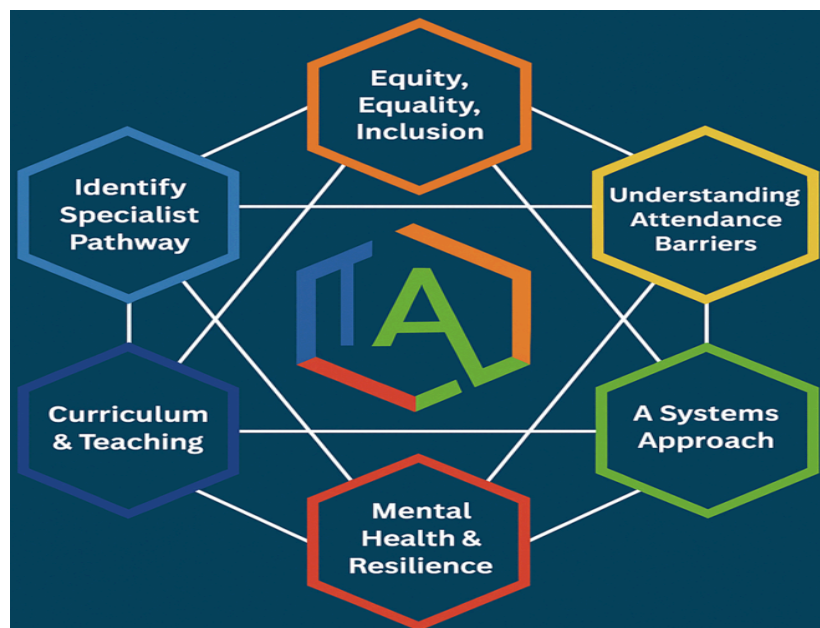 Equity,
Equality,
Inclusion
Identify
Specialist
Pathway
Understanding
Attendance
Barriers
TA
Curriculum
& Teaching
A Systems
Approach
Mental
Health &
Resilience